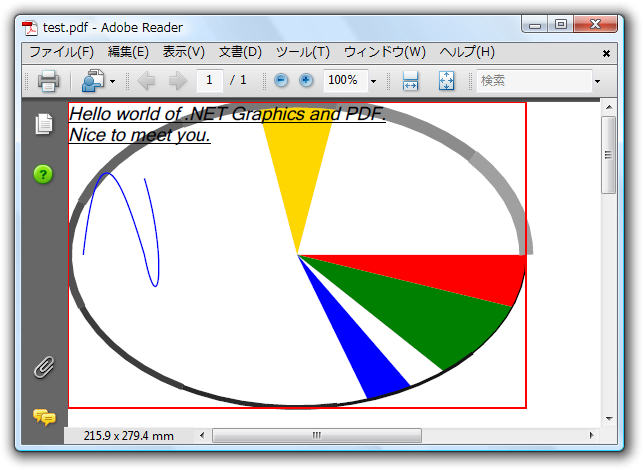 test.pdf - Adobe Reader
ファイル(F) 編集(E) 表示(V) 文書(D) ツール(T) ウィンドウ(W) ヘルプ(H)
1 / 1 100% 検索
Hello world of .NET Graphics and PDF.
Nice to meet you.
215.9 x 279.4 mm